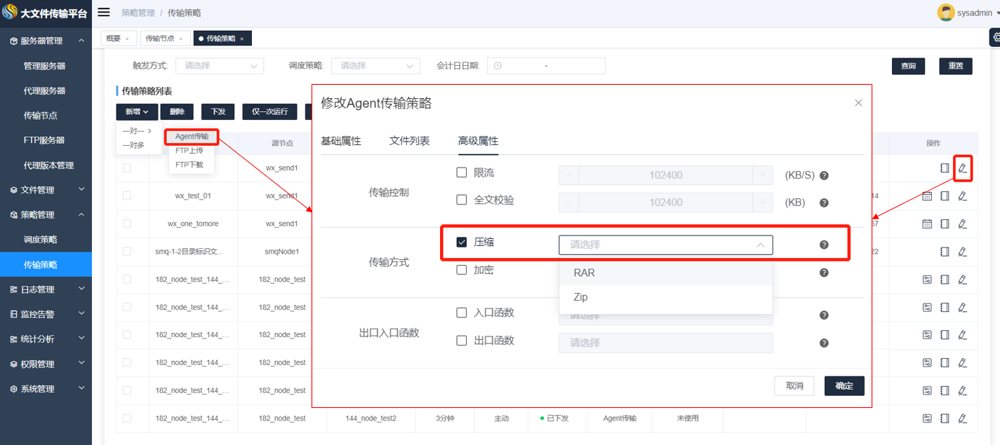 大文件传输平台
策略管理 / 传输策略
sysadmin
概要 ×
传输节点 ×
传输策略 ×
服务器管理
管理服务器
代理服务器
传输节点
FTP服务器
代理版本管理
文件管理
策略管理
调度策略
传输策略
日志管理
监控告警
统计分析
权限管理
系统管理
触发方式: 请选择
调度策略: 请选择
会计日日期: -
查询
重置
传输策略列表
新增
删除
下发
仅一次运行
一对一 >
一对多
Agent传输
FTP上传
FTP下载
源节点
操作
wx_send1
wx_test_01 wx_send1 14
wx_one_tomore wx_send1 57
smq-1-2目录标识文... smqNode1 22
182_node_test_144_... 182_node_test
182_node_test_144_... 182_node_test
182_node_test_144_... 182_node_test
182_node_test_144_... 182_node_test
182_node_test_144_... 182_node_test
182_node_test_144_... 182_node_test 144_node_test2 3分钟 主动 已下发 Agent传输 未使用
修改Agent传输策略
基础属性 文件列表 高级属性
传输控制
限流 − 102400 + (KB/S) ?
全文校验 − 102400 + (KB) ?
传输方式
压缩 请选择 ?
加密 ?
RAR
Zip
出口入口函数
入口函数 请选择 ?
出口函数 请选择 ?
取消
确定